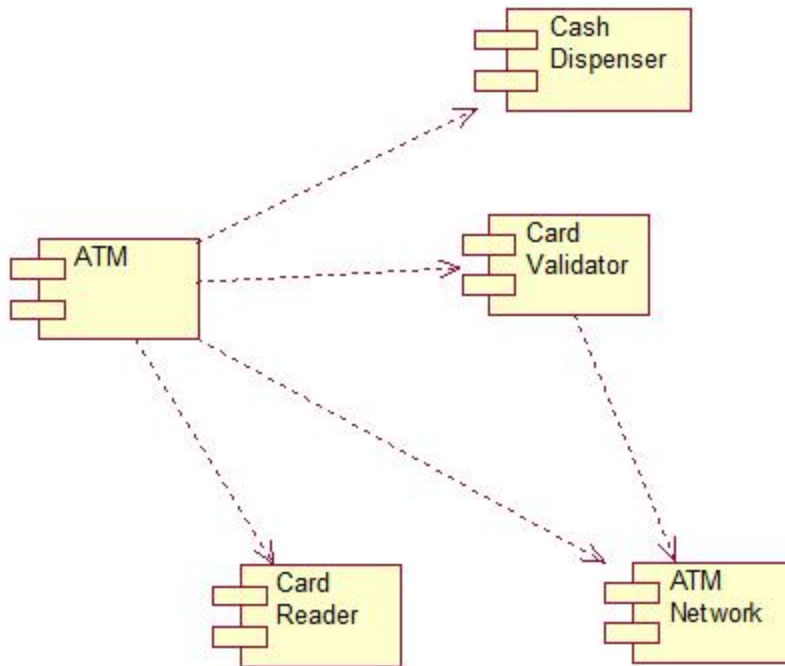 Cash
Dispenser
ATM
Card
Validator
Card
Reader
ATM
Network